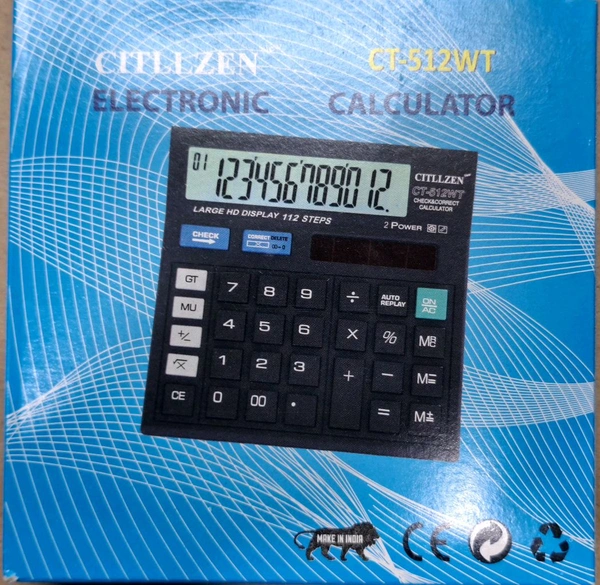 CITLLZEN
CT-512WT
ELECTRONIC CALCULATOR
01 123456789012.
CITLLZEN
CT-512WT
CHECK&CORRECT
CALCULATOR
LARGE HD DISPLAY 112 STEPS
2 POWER
CHECK
CORRECT DELETE
00→0
GT 7 8 9 ÷ AUTO REPLAY ON/AC
MU 4 5 6 X %
+/- 1 2 3 + − M=
√X
CE 0 00 . = M±
MAKE IN INDIA
CE